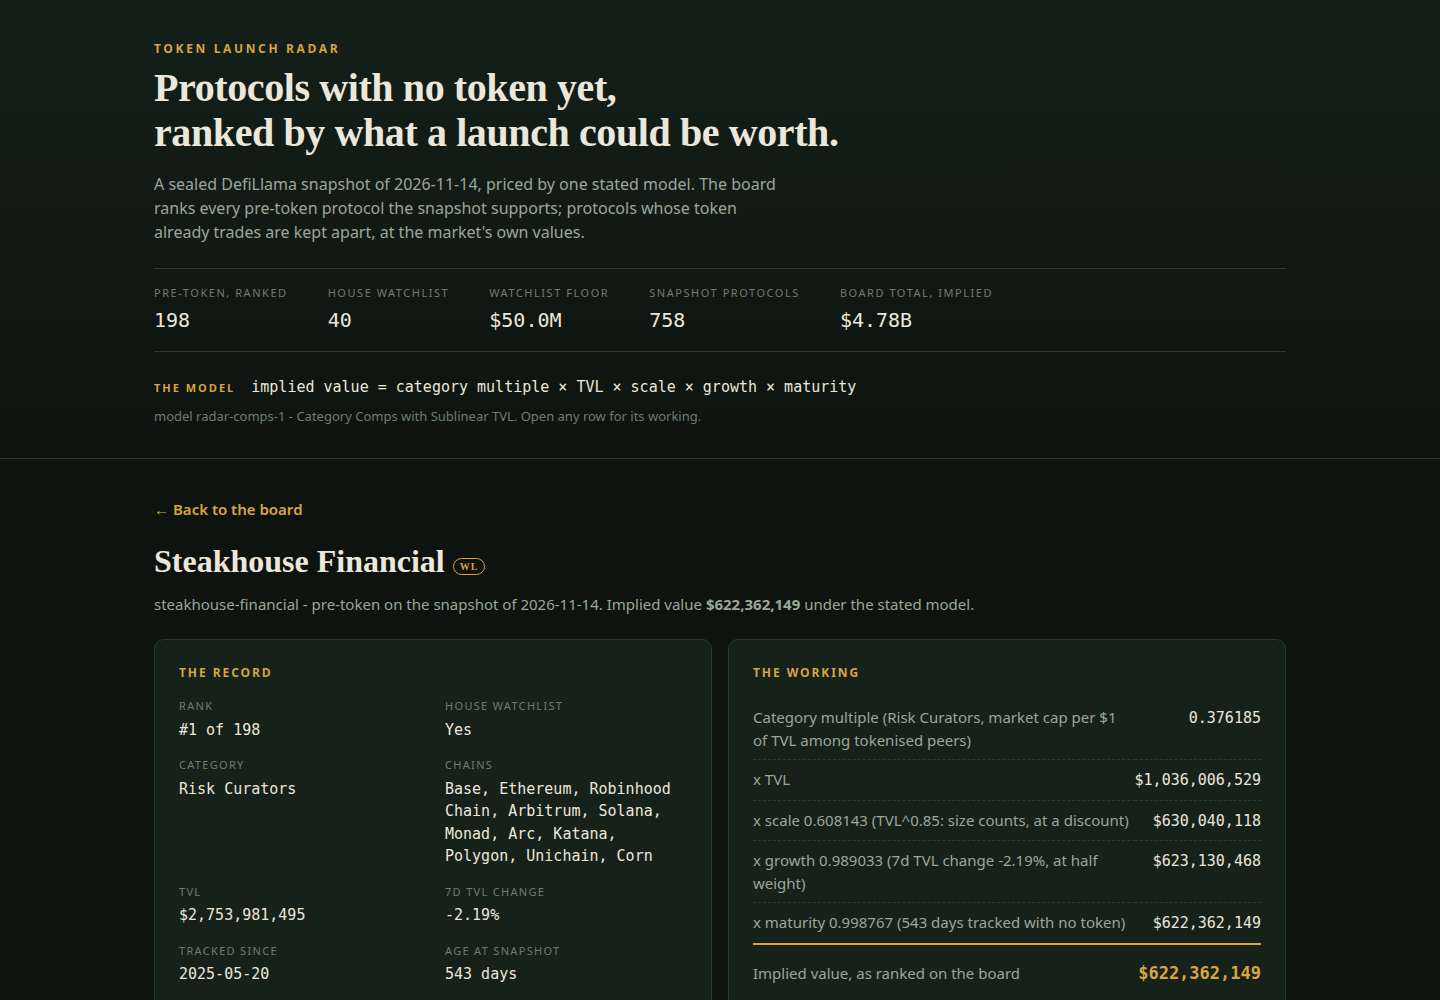 TOKEN LAUNCH RADAR
Protocols with no token yet,
ranked by what a launch could be worth.
A sealed DefiLlama snapshot of 2026-11-14, priced by one stated model. The board
ranks every pre-token protocol the snapshot supports; protocols whose token
already trades are kept apart, at the market's own values.
PRE-TOKEN, RANKED
198
HOUSE WATCHLIST
40
WATCHLIST FLOOR
$50.0M
SNAPSHOT PROTOCOLS
758
BOARD TOTAL, IMPLIED
$4.78B
THE MODEL implied value = category multiple × TVL × scale × growth × maturity
model radar-comps-1 - Category Comps with Sublinear TVL. Open any row for its working.
← Back to the board
Steakhouse Financial WL
steakhouse-financial - pre-token on the snapshot of 2026-11-14. Implied value $622,362,149 under the stated model.
THE RECORD
RANK
#1 of 198
HOUSE WATCHLIST
Yes
CATEGORY
Risk Curators
CHAINS
Base, Ethereum, Robinhood
Chain, Arbitrum, Solana,
Monad, Arc, Katana,
Polygon, Unichain, Corn
TVL
$2,753,981,495
7D TVL CHANGE
-2.19%
TRACKED SINCE
2025-05-20
AGE AT SNAPSHOT
543 days
THE WORKING
Category multiple (Risk Curators, market cap per $1
of TVL among tokenised peers)
0.376185
x TVL
$1,036,006,529
x scale 0.608143 (TVL^0.85: size counts, at a discount)
$630,040,118
x growth 0.989033 (7d TVL change -2.19%, at half
weight)
$623,130,468
x maturity 0.998767 (543 days tracked with no token)
$622,362,149
Implied value, as ranked on the board
$622,362,149